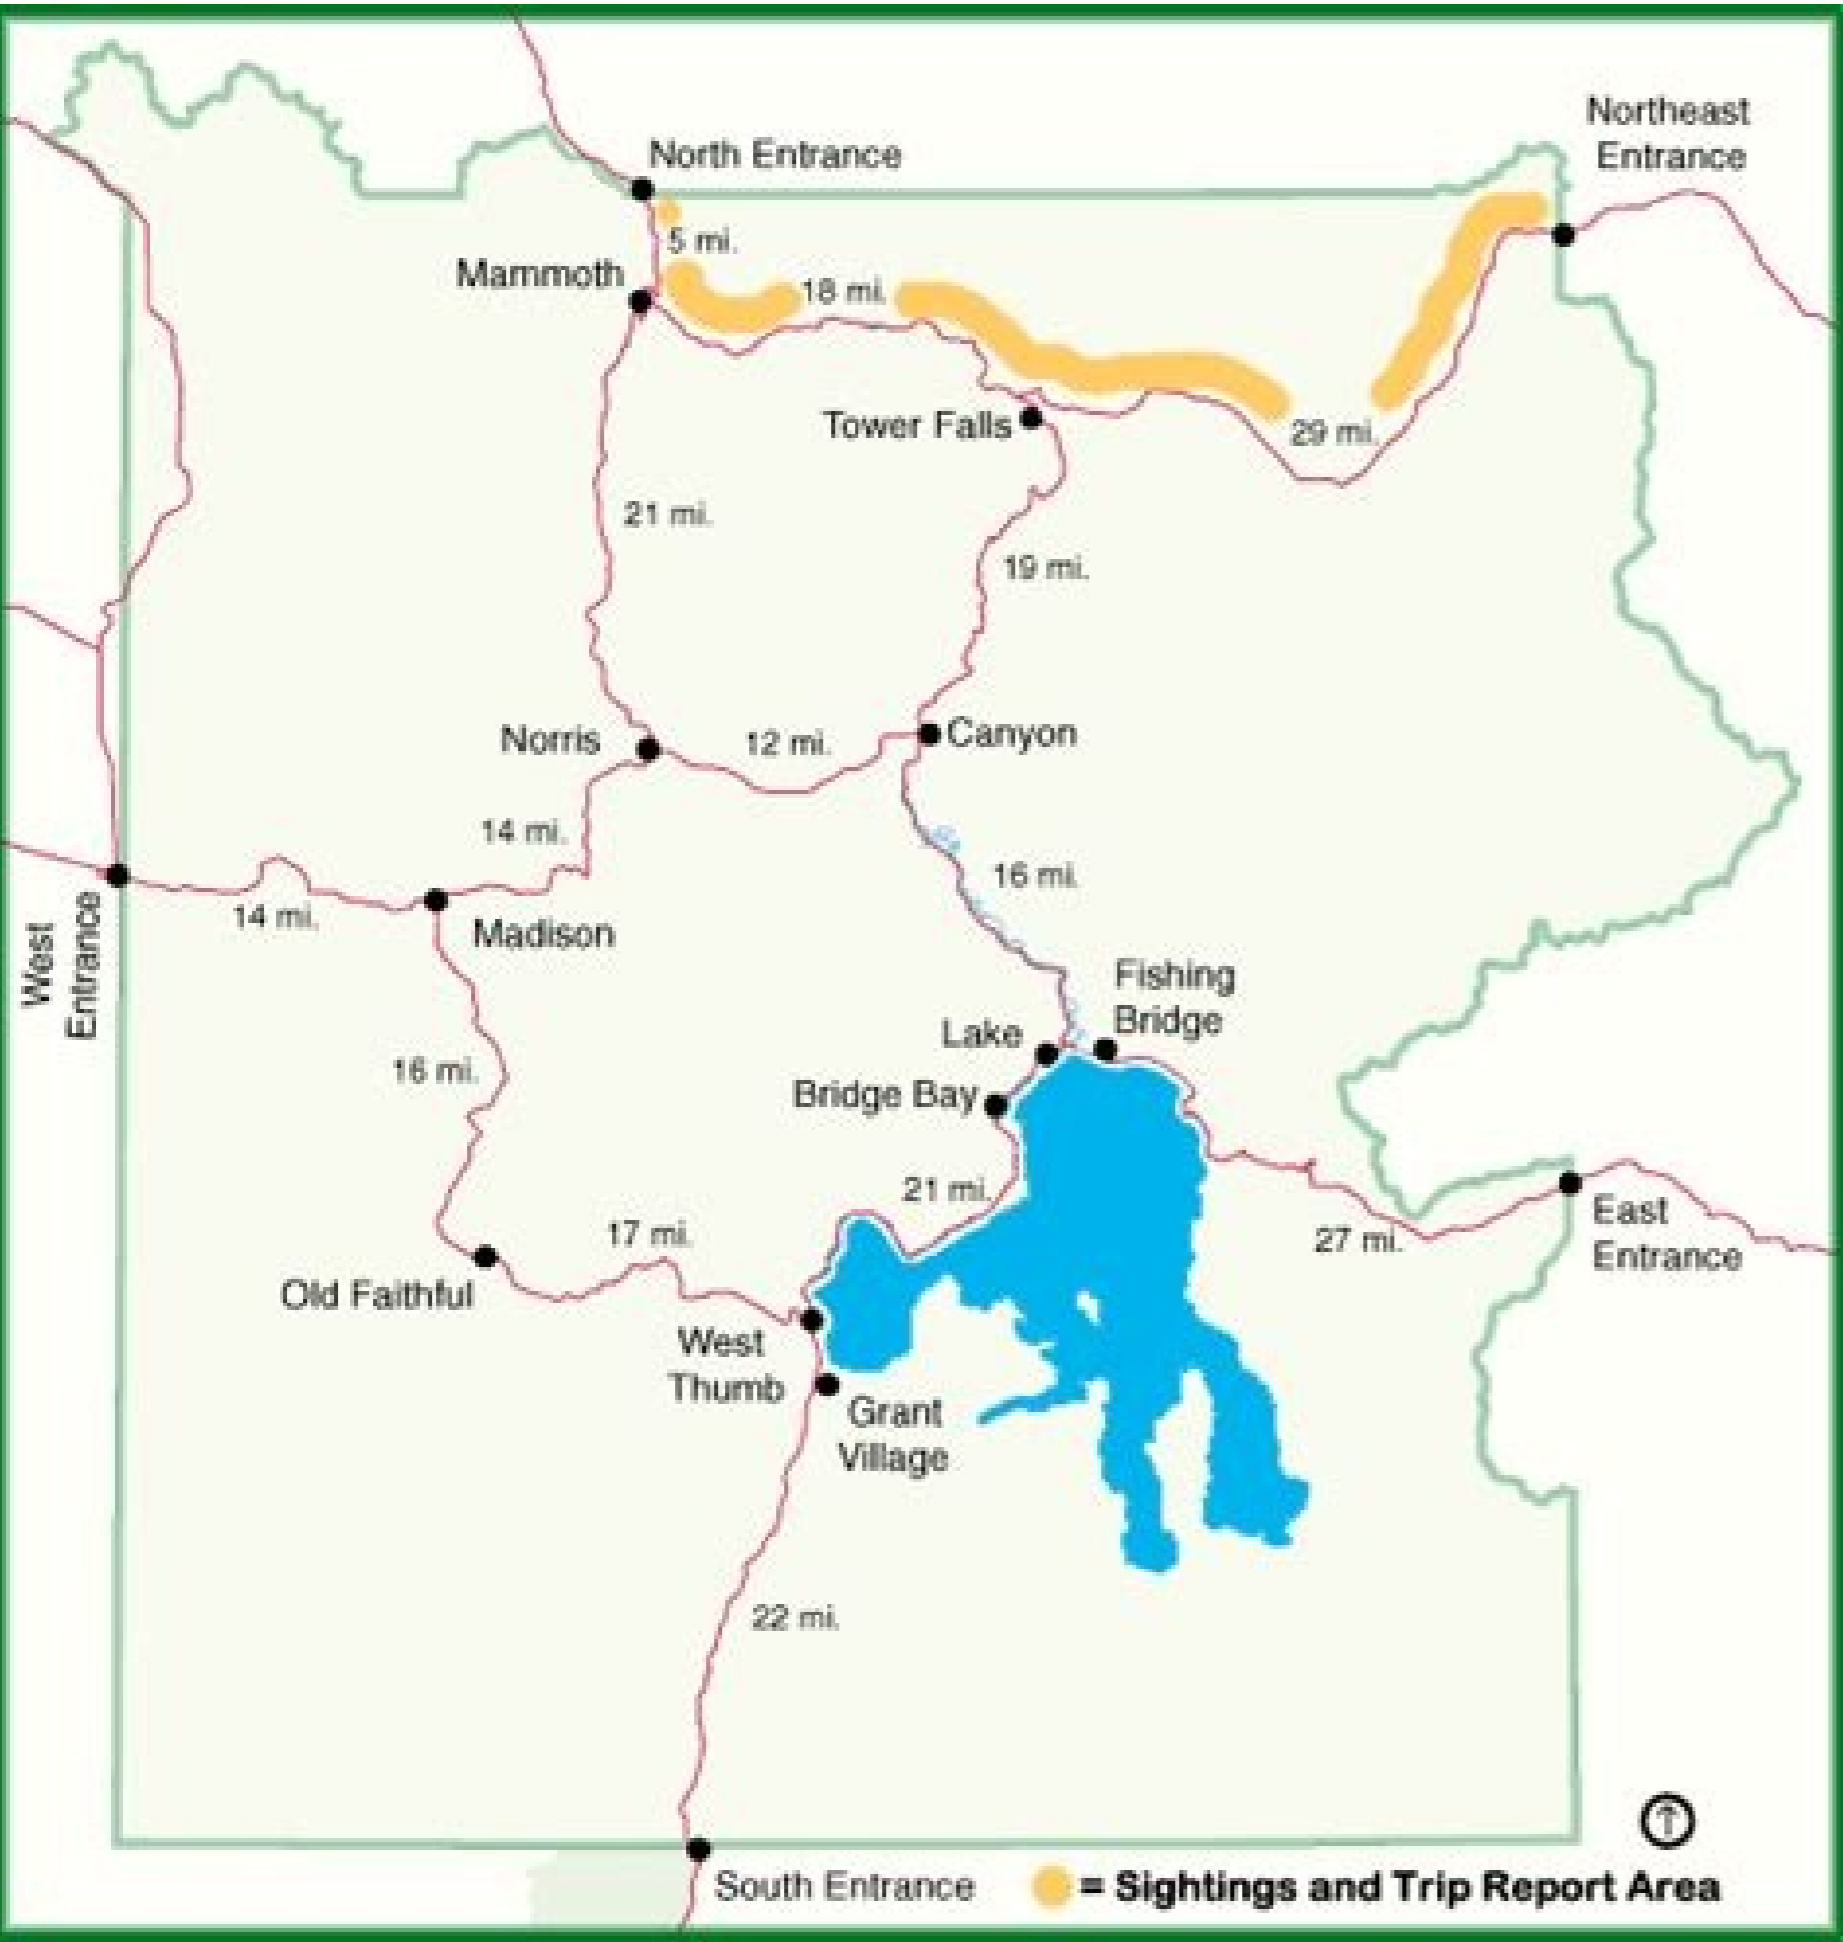 Northeast
Entrance
North Entrance
5 mi.
Mammoth
18 mi.
Tower Falls
29 mi.
21 mi.
19 mi.
Norris
12 mi.
Canyon
14 mi.
16 mi.
West
Entrance
14 mi.
Madison
Fishing
Bridge
Lake
16 mi.
Bridge Bay
21 mi.
East
Entrance
27 mi.
17 mi.
Old Faithful
West
Thumb
Grant
Village
22 mi.
South Entrance
= Sightings and Trip Report Area